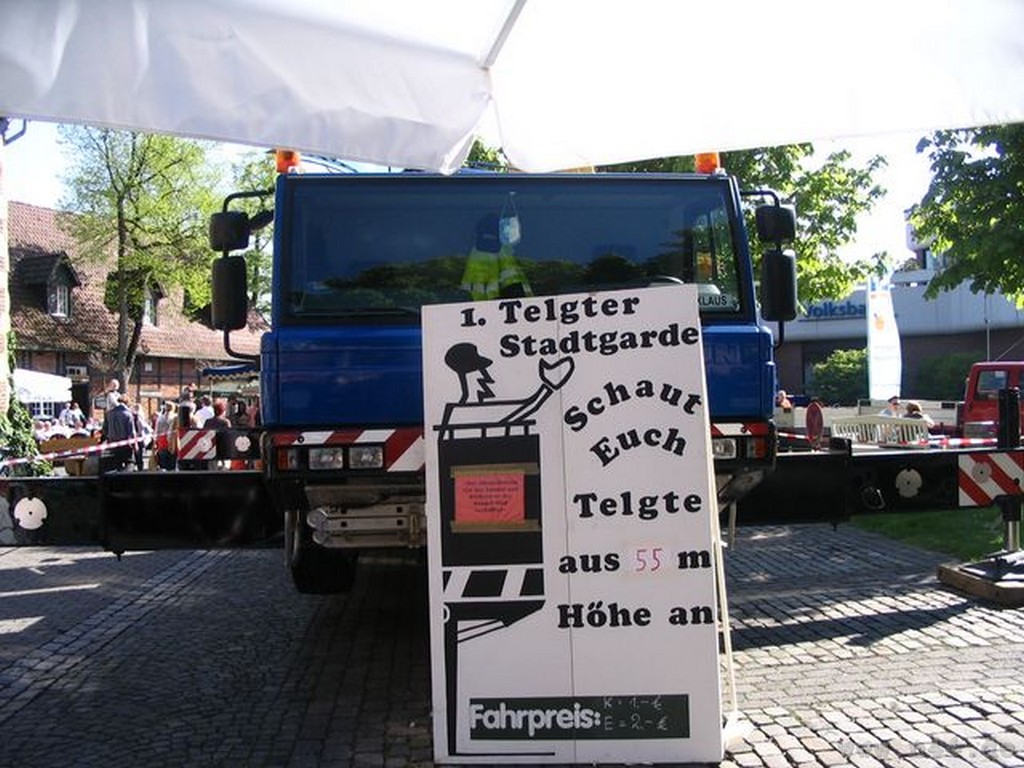 1. Telgter
Stadtgarde
Schaut
Euch
Telgte
aus 55 m
Höhe an
Fahrpreis: K = 1.- €
E = 2.- €
KLAUS
Volksba